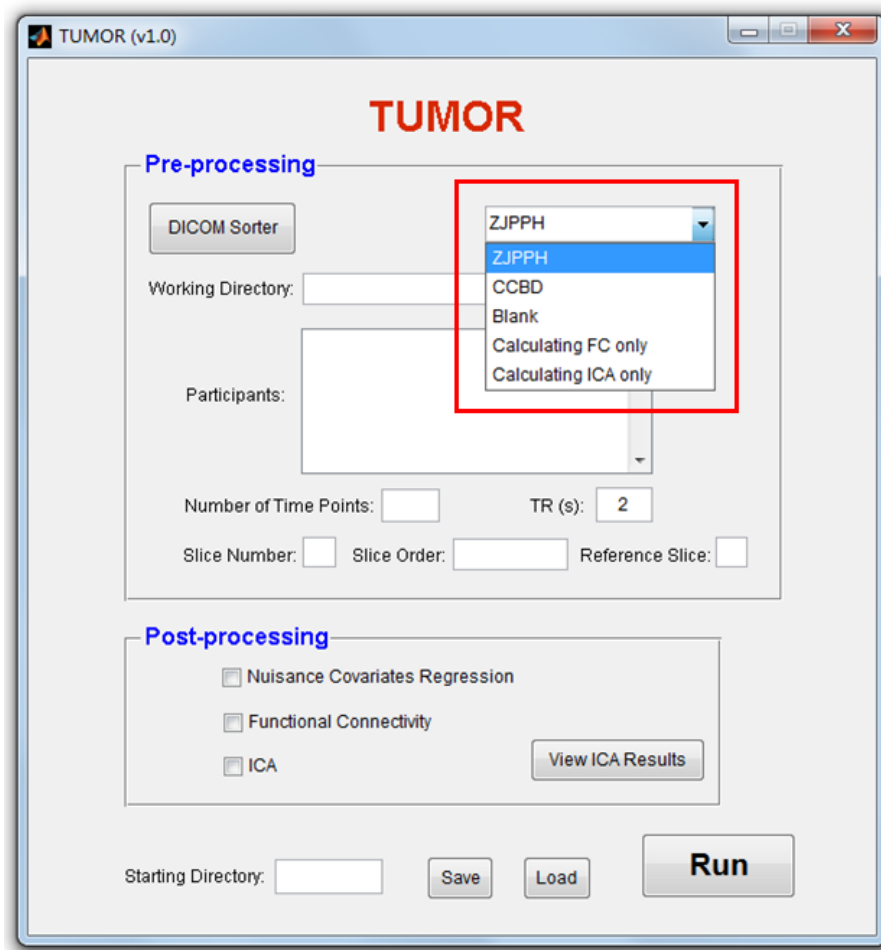 TUMOR (v1.0)
TUMOR
Pre-processing
DICOM Sorter
ZJPPH
ZJPPH
CCBD
Blank
Calculating FC only
Calculating ICA only
Working Directory:
Participants:
Number of Time Points:
TR (s): 2
Slice Number: Slice Order: Reference Slice:
Post-processing
Nuisance Covariates Regression
Functional Connectivity
ICA
View ICA Results
Starting Directory: Save Load Run